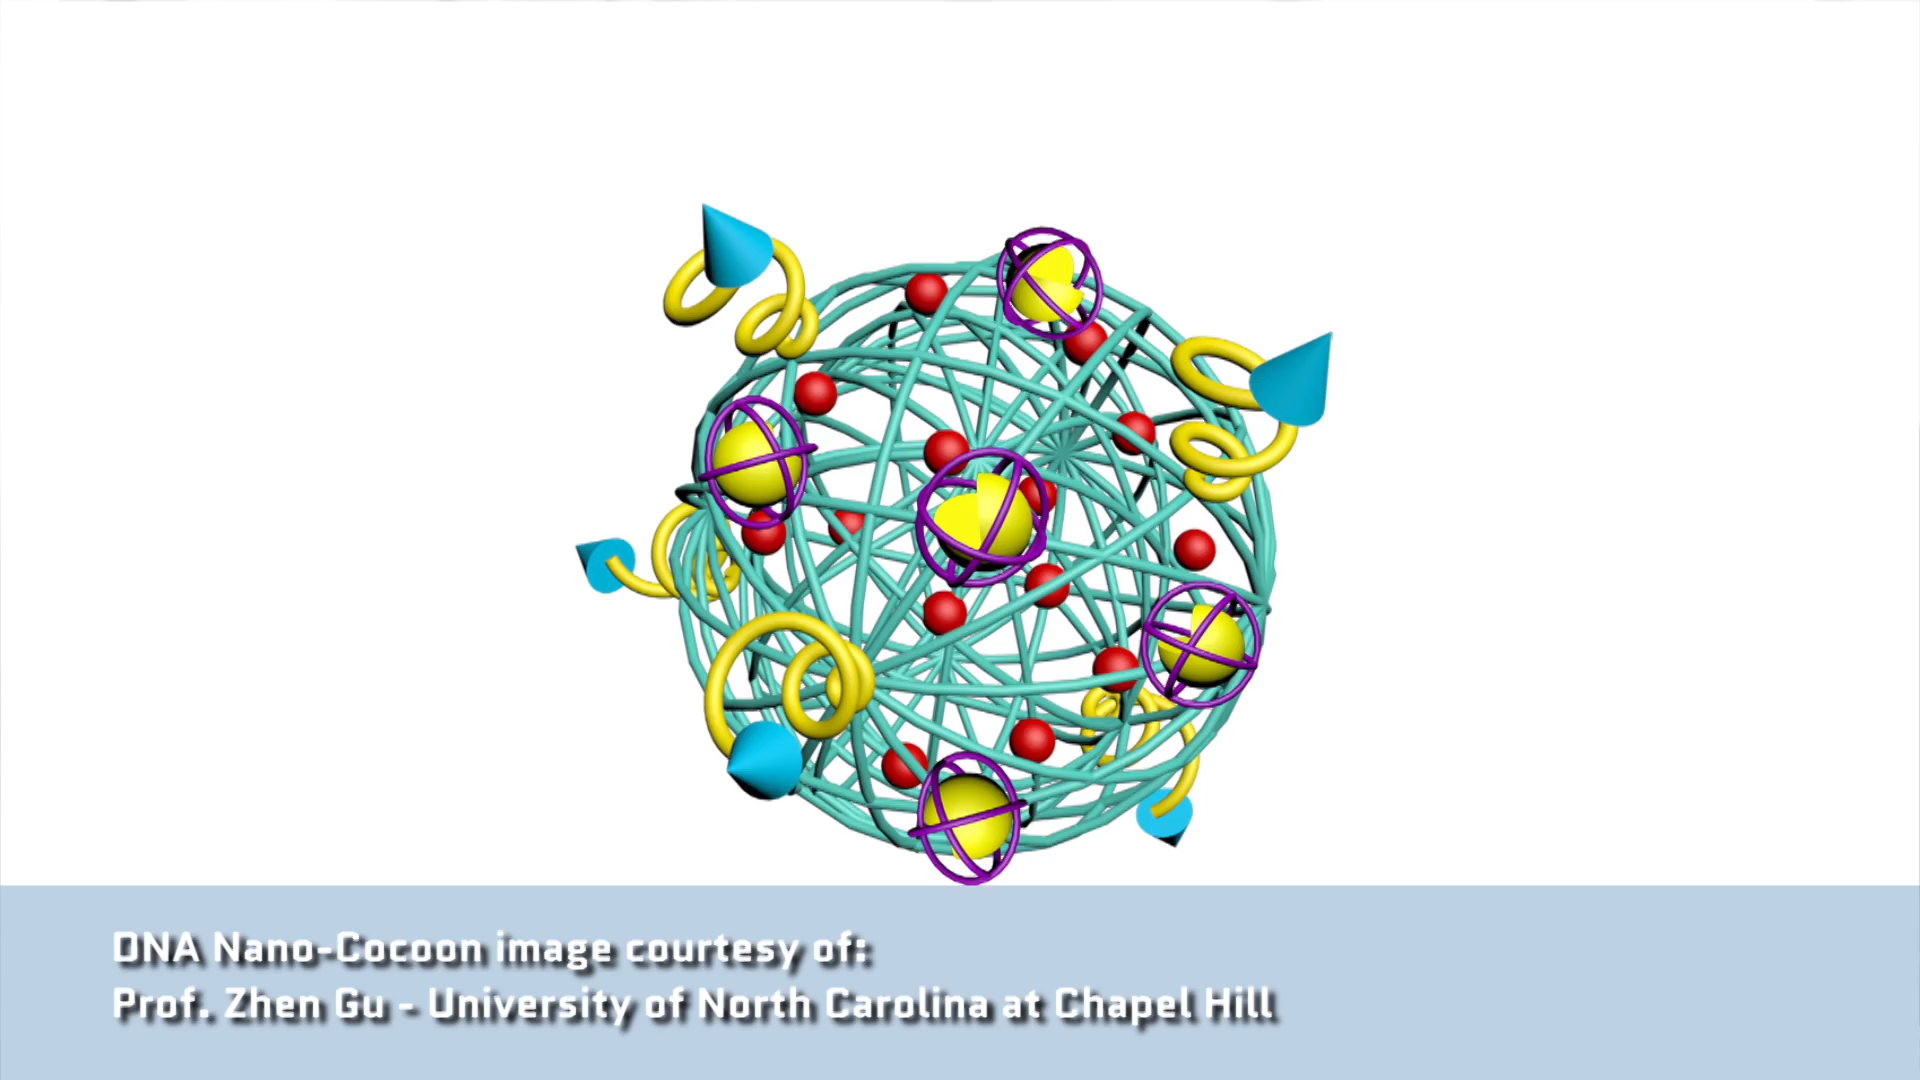 DNA Nano-Cocoon image courtesy of:
Prof. Zhen Gu - University of North Carolina at Chapel Hill